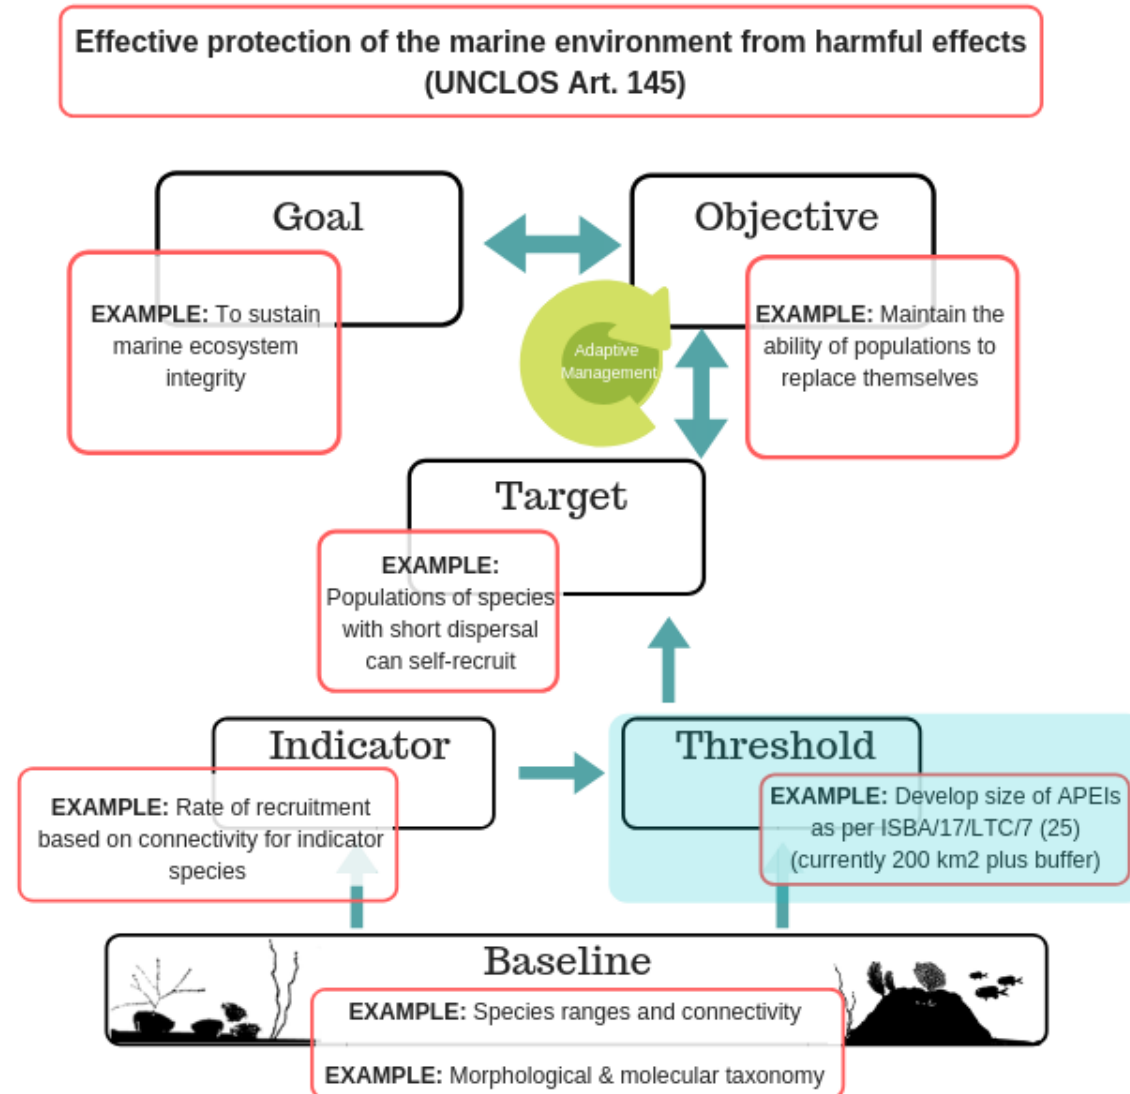 Effective protection of the marine environment from harmful effects
(UNCLOS Art. 145)
Goal
EXAMPLE: To sustain
marine ecosystem
integrity
Objective
EXAMPLE: Maintain the
ability of populations to
replace themselves
Adaptive
Management
Target
EXAMPLE:
Populations of species
with short dispersal
can self-recruit
Indicator
EXAMPLE: Rate of recruitment
based on connectivity for indicator
species
Threshold
EXAMPLE: Develop size of APEIs
as per ISBA/17/LTC/7 (25)
(currently 200 km2 plus buffer)
Baseline
EXAMPLE: Species ranges and connectivity
EXAMPLE: Morphological & molecular taxonomy